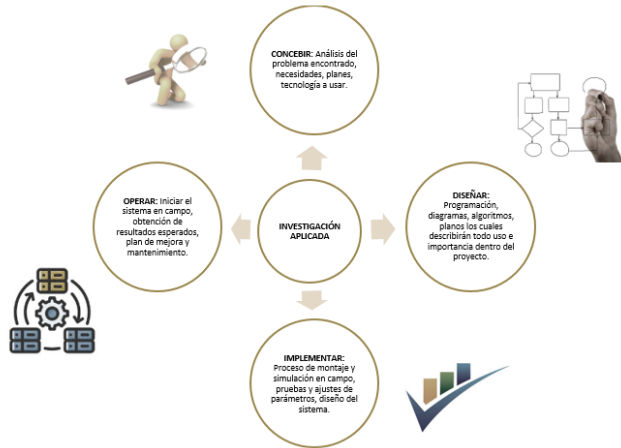 CONCEBIR: Análisis del
problema encontrado,
necesidades, planes,
tecnología a usar.
OPERAR: Iniciar el
sistema en campo,
obtención de
resultados esperados,
plan de mejora y
mantenimiento.
INVESTIGACIÓN
APLICADA
DISEÑAR:
Programación,
diagramas, algoritmos,
planos los cuales
describirán todo uso e
importancia dentro del
proyecto.
IMPLEMENTAR:
Proceso de montaje y
simulación en campo,
pruebas y ajustes de
parámetros, diseño del
sistema.